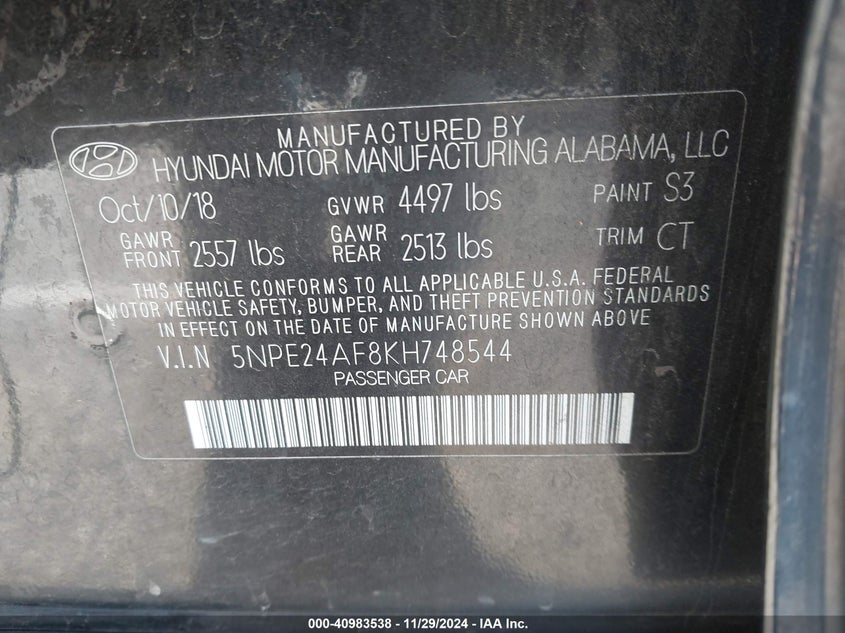 MANUFACTURED BY
HYUNDAI MOTOR MANUFACTURING ALABAMA, LLC
Oct/10/18 GVWR 4497 lbs PAINT S3
GAWR FRONT 2557 lbs GAWR REAR 2513 lbs TRIM CT
THIS VEHICLE CONFORMS TO ALL APPLICABLE U.S.A. FEDERAL
MOTOR VEHICLE SAFETY, BUMPER, AND THEFT PREVENTION STANDARDS
IN EFFECT ON THE DATE OF MANUFACTURE SHOWN ABOVE
V.I.N 5NPE24AF8KH748544
PASSENGER CAR
000-40983538 - 11/29/2024 - IAA Inc.